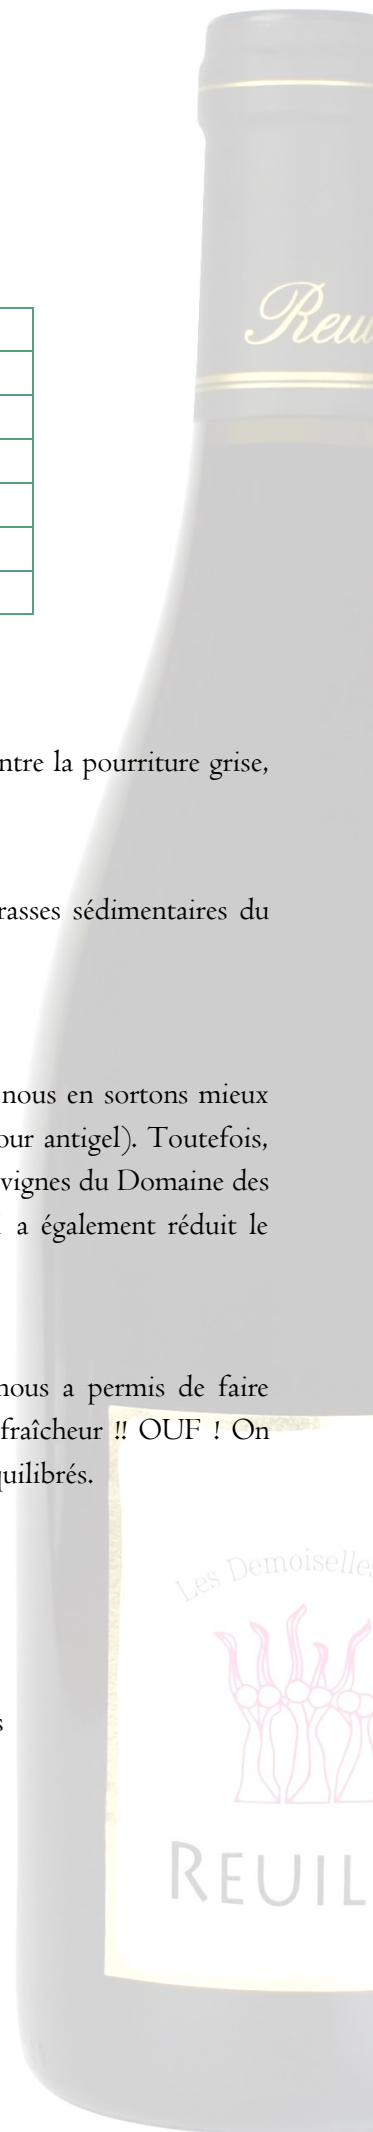 Reui
ntre la pourriture grise,
rasses sédimentaires du
nous en sortons mieux
our antigel). Toutefois,
vignes du Domaine des
a également réduit le
nous a permis de faire
fraîcheur !! OUF ! On
uilibrés.
Les Demoiselles
s
REUIL